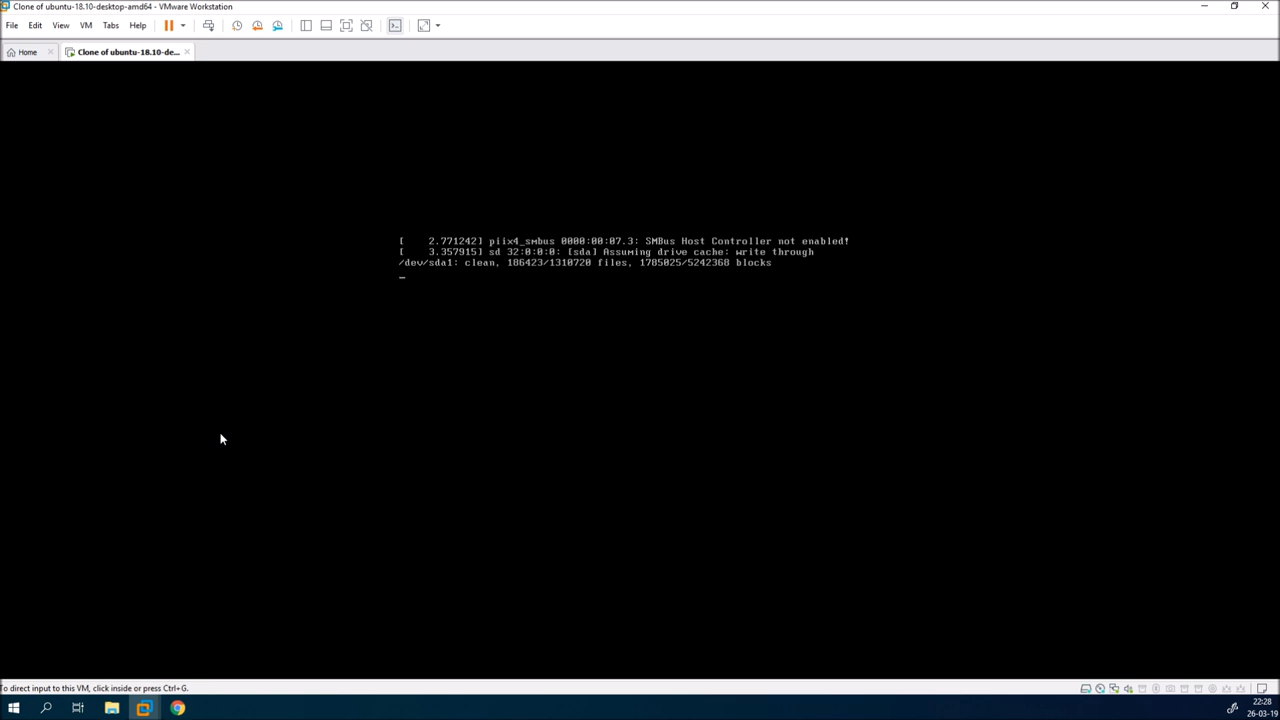 Clone of ubuntu-18.10-desktop-amd64 - VMware Workstation
File Edit View VM Tabs Help
Home
Clone of ubuntu-18.10-de...
[    2.771242] piix4_smbus 0000:00:07.3: SMBus Host Controller not enabled!
[    3.357915] sd 32:0:0:0: [sda] Assuming drive cache: write through
/dev/sda1: clean, 186423/1310720 files, 1785025/5242368 blocks
_
To direct input to this VM, click inside or press Ctrl+G.
22:28
26-03-19